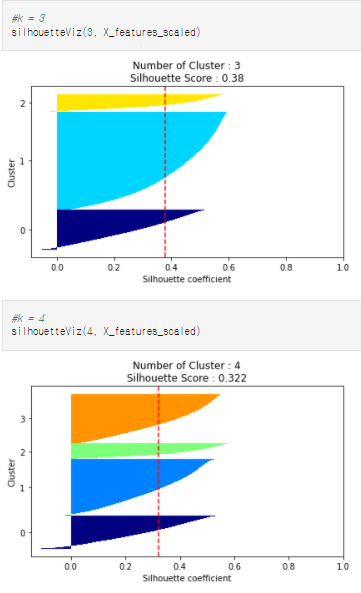 #k = 3
silhouetteViz(3, X_features_scaled)
Number of Cluster : 3
Silhouette Score : 0.38
2
1
0
Cluster
0.0 0.2 0.4 0.6 0.8 1.0
Silhouette coefficient
#k = 4
silhouetteViz(4, X_features_scaled)
Number of Cluster : 4
Silhouette Score : 0.322
3
2
1
0
Cluster
0.0 0.2 0.4 0.6 0.8 1.0
Silhouette coefficient